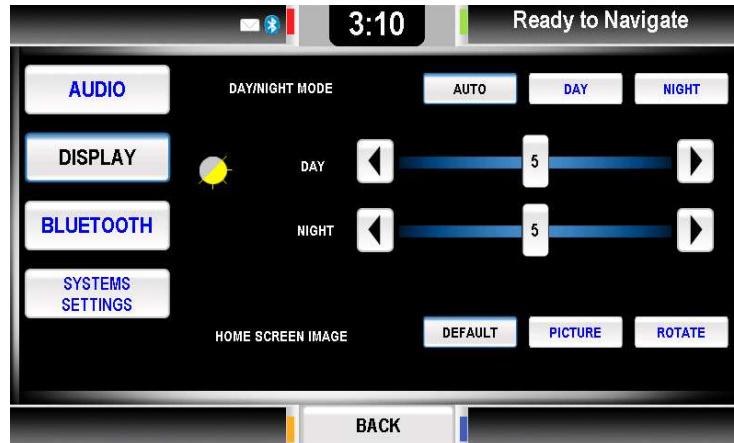 3:10
Ready to Navigate
AUDIO
DAY/NIGHT MODE
AUTO
DAY
NIGHT
DISPLAY
DAY
5
BLUETOOTH
NIGHT
5
SYSTEMS
SETTINGS
HOME SCREEN IMAGE
DEFAULT
PICTURE
ROTATE
BACK